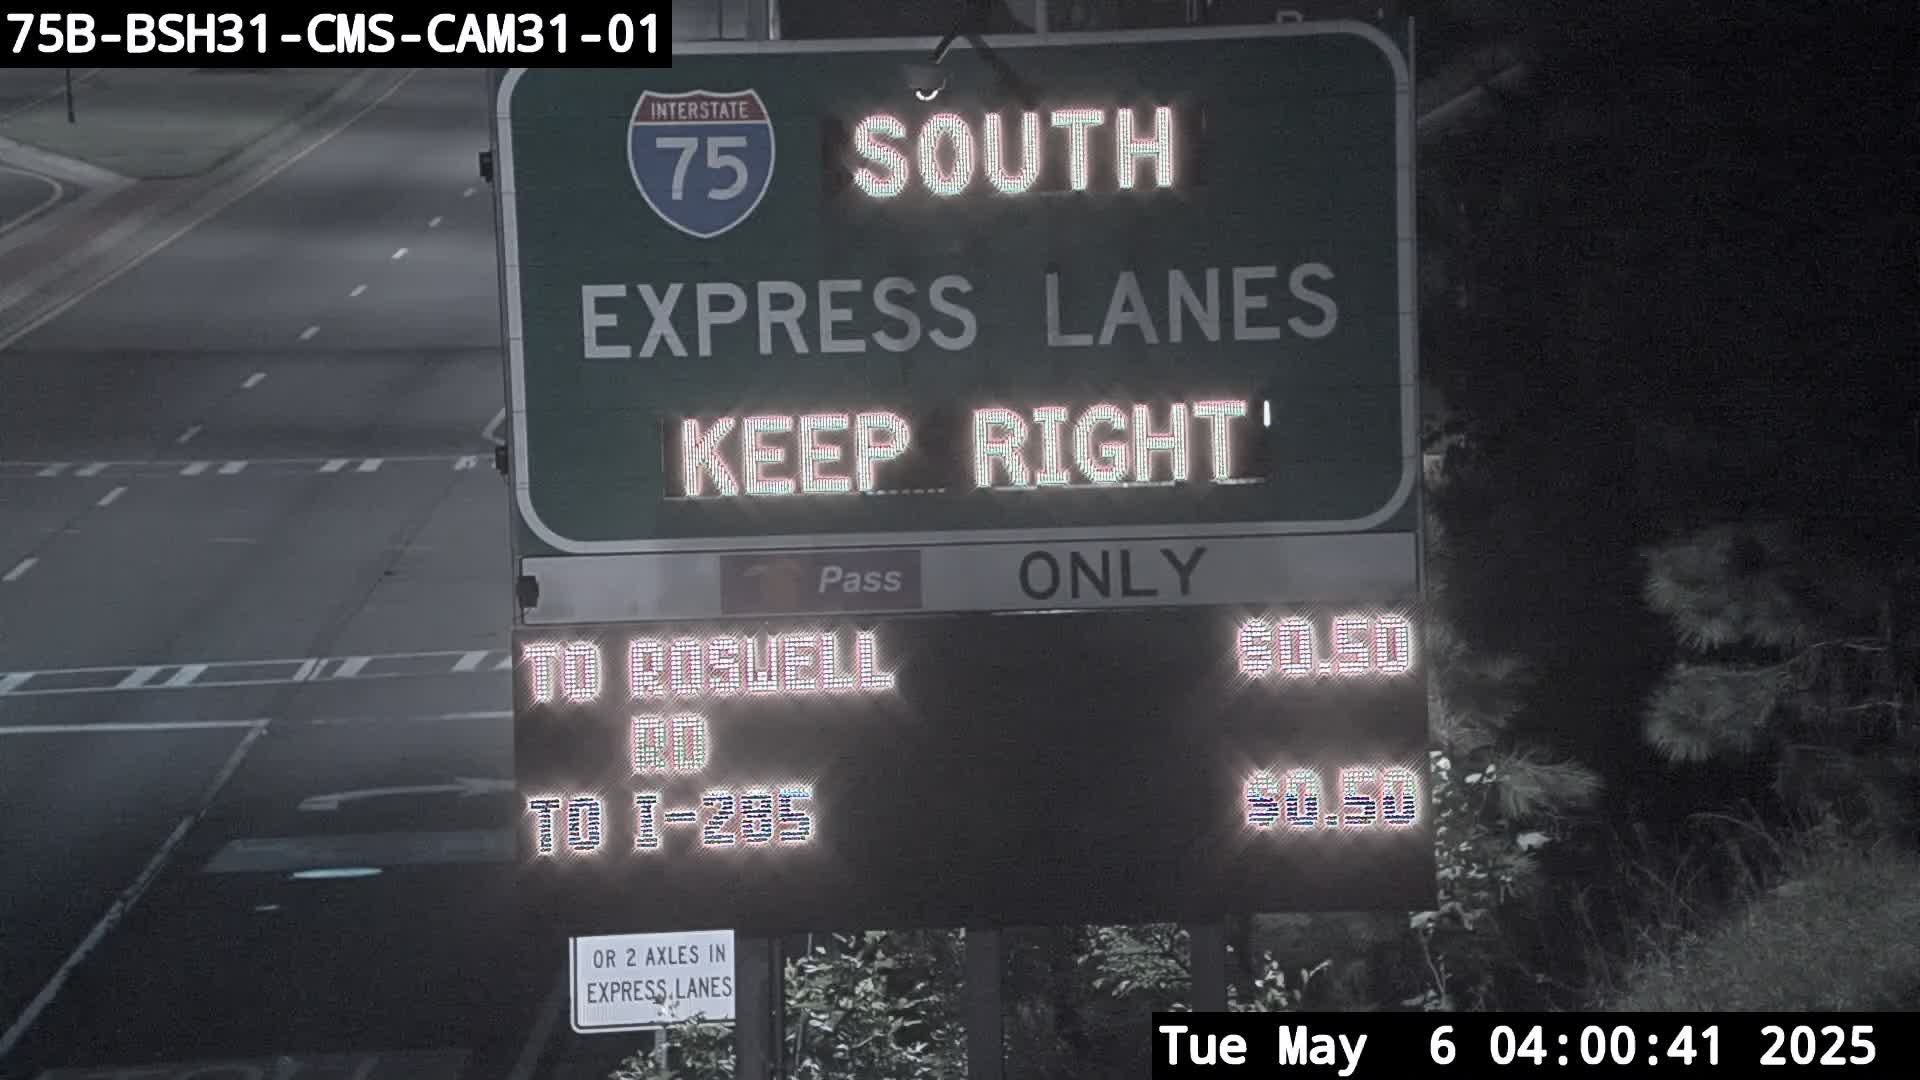 75B-BSH31-CMS-CAM31-01
INTERSTATE
75
SOUTH
EXPRESS LANES
KEEP RIGHT
Pass ONLY
TO ROSWELL $0.50
RD
TO I-285 $0.50
OR 2 AXLES IN
EXPRESS LANES
Tue May 6 04:00:41 2025